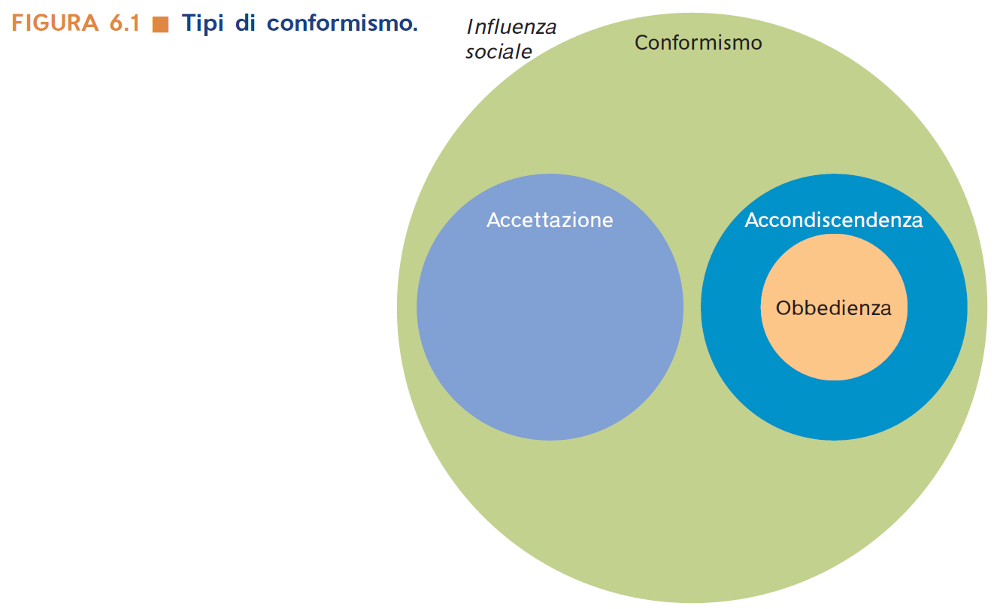 FIGURA 6.1 ■ Tipi di conformismo.
Influenza
sociale
Conformismo
Accettazione
Accondiscendenza
Obbedienza